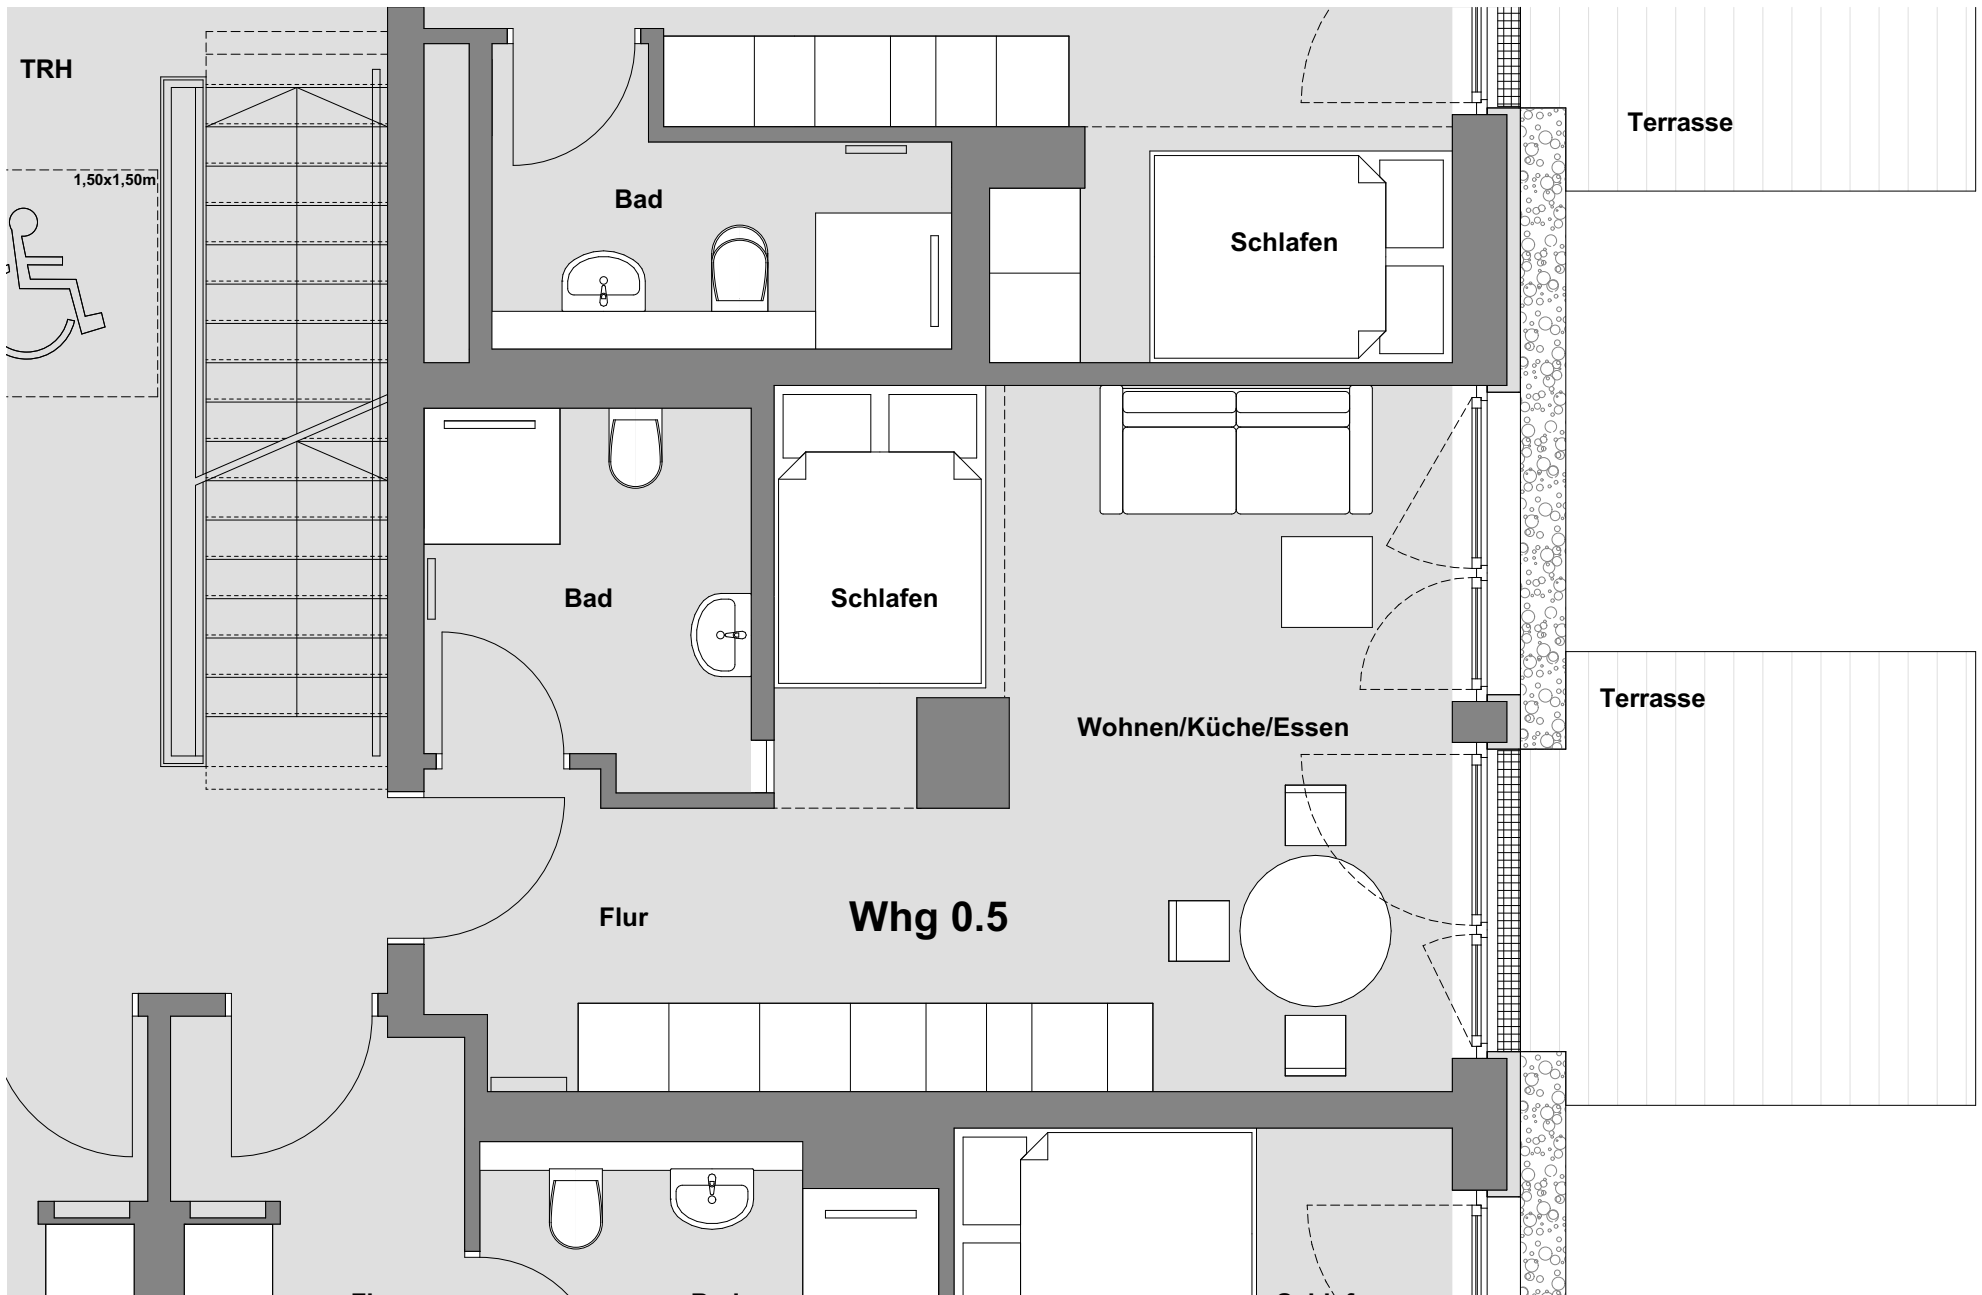 TRH
Terrasse
1,50x1,50m
Bad
Schlafen
Bad
Schlafen
Terrasse
Wohnen/Küche/Essen
Flur
Whg 0.5